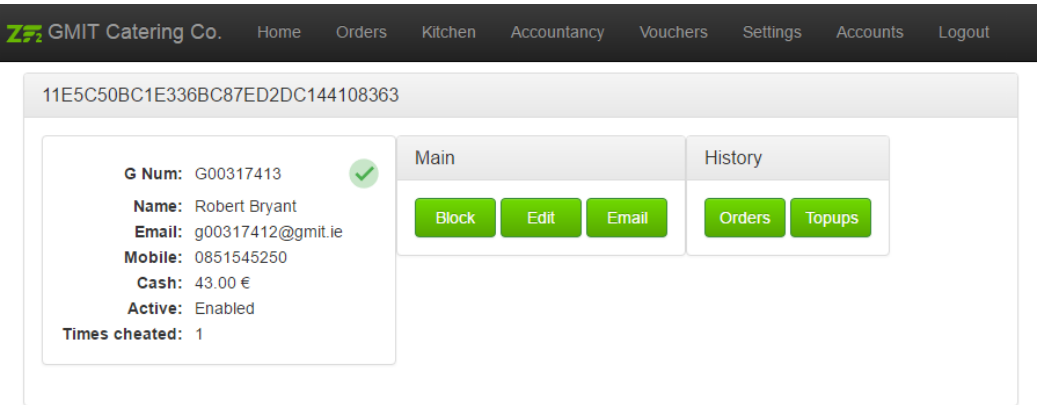 ZF2 GMIT Catering Co. Home Orders Kitchen Accountancy Vouchers Settings Accounts Logout
11E5C50BC1E336BC87ED2DC144108363
G Num: G00317413
Name: Robert Bryant
Email: g00317412@gmit.ie
Mobile: 0851545250
Cash: 43.00 €
Active: Enabled
Times cheated: 1
Main
Block Edit Email
History
Orders Topups